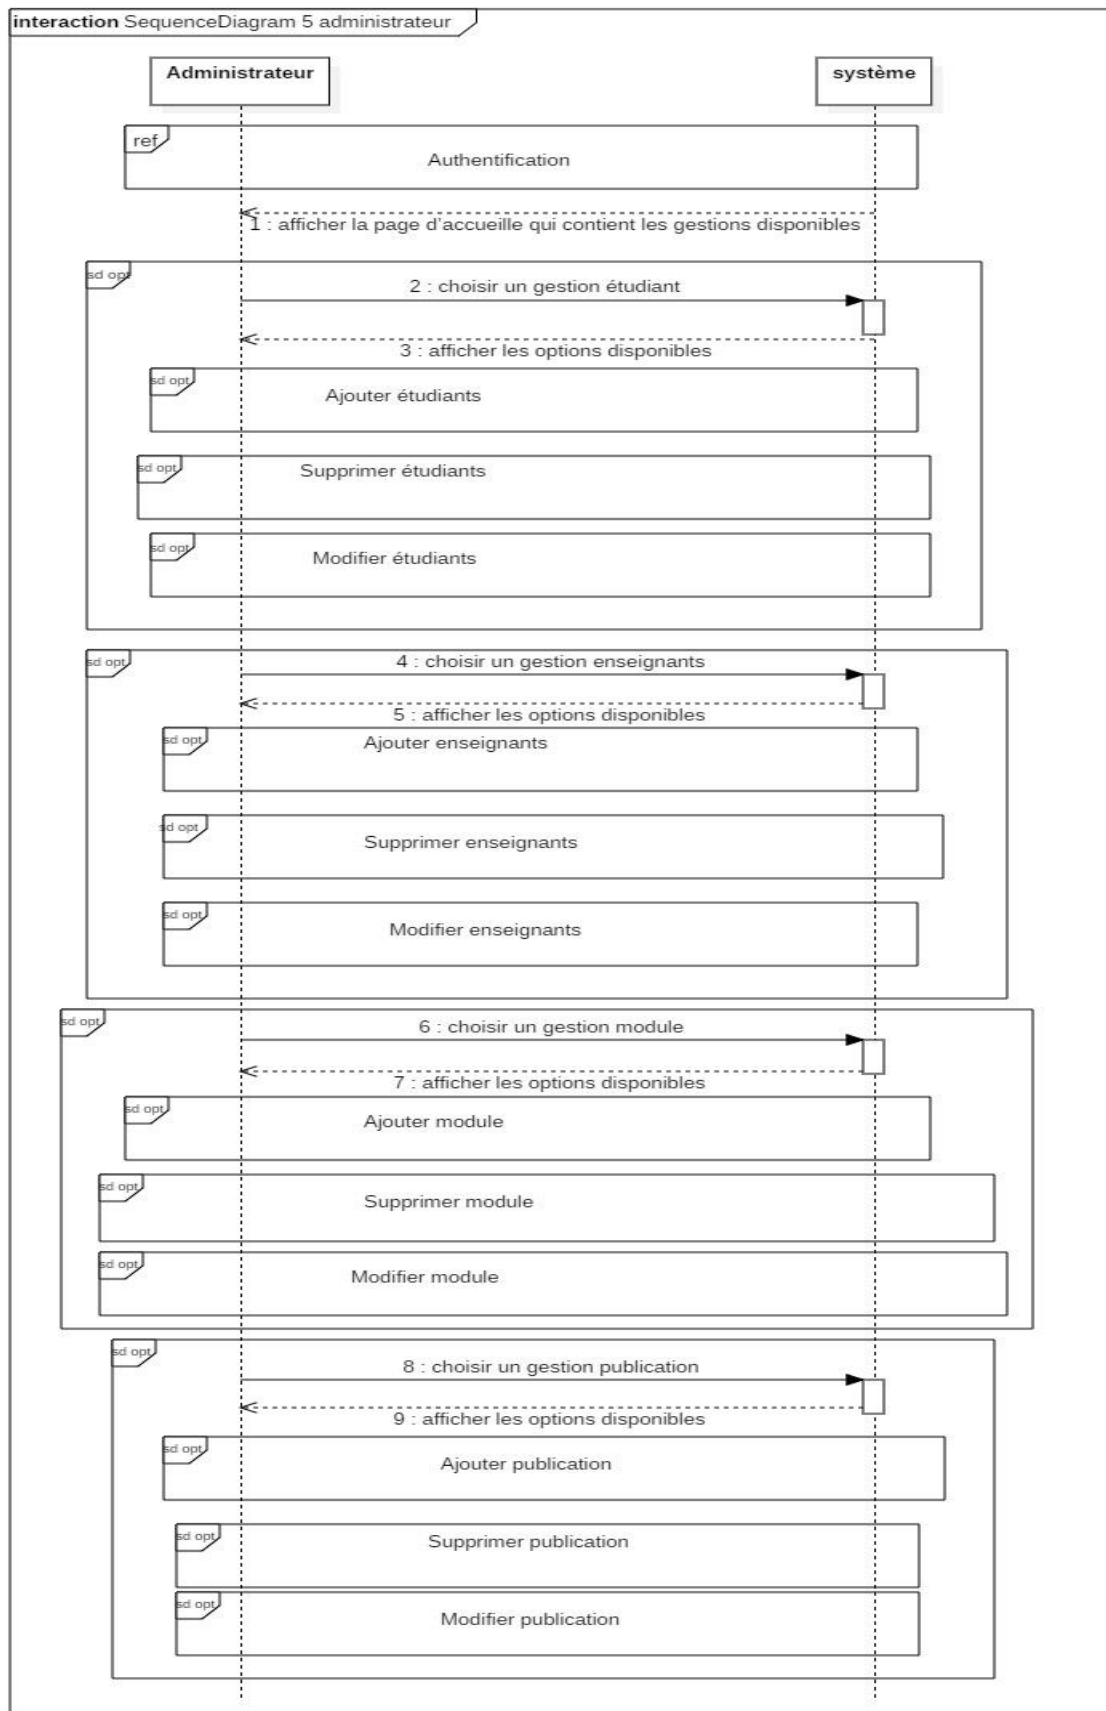 interaction SequenceDiagram 5 administrateur
Administrateur
système
ref
Authentification
1 : afficher la page d'accueille qui contient les gestions disponibles
sd opt
2 : choisir un gestion étudiant
3 : afficher les options disponibles
sd opt
Ajouter étudiants
sd opt
Supprimer étudiants
sd opt
Modifier étudiants
sd opt
4 : choisir un gestion enseignants
5 : afficher les options disponibles
sd opt
Ajouter enseignants
sd opt
Supprimer enseignants
sd opt
Modifier enseignants
sd opt
6 : choisir un gestion module
7 : afficher les options disponibles
sd opt
Ajouter module
sd opt
Supprimer module
sd opt
Modifier module
sd opt
8 : choisir un gestion publication
9 : afficher les options disponibles
sd opt
Ajouter publication
sd opt
Supprimer publication
sd opt
Modifier publication